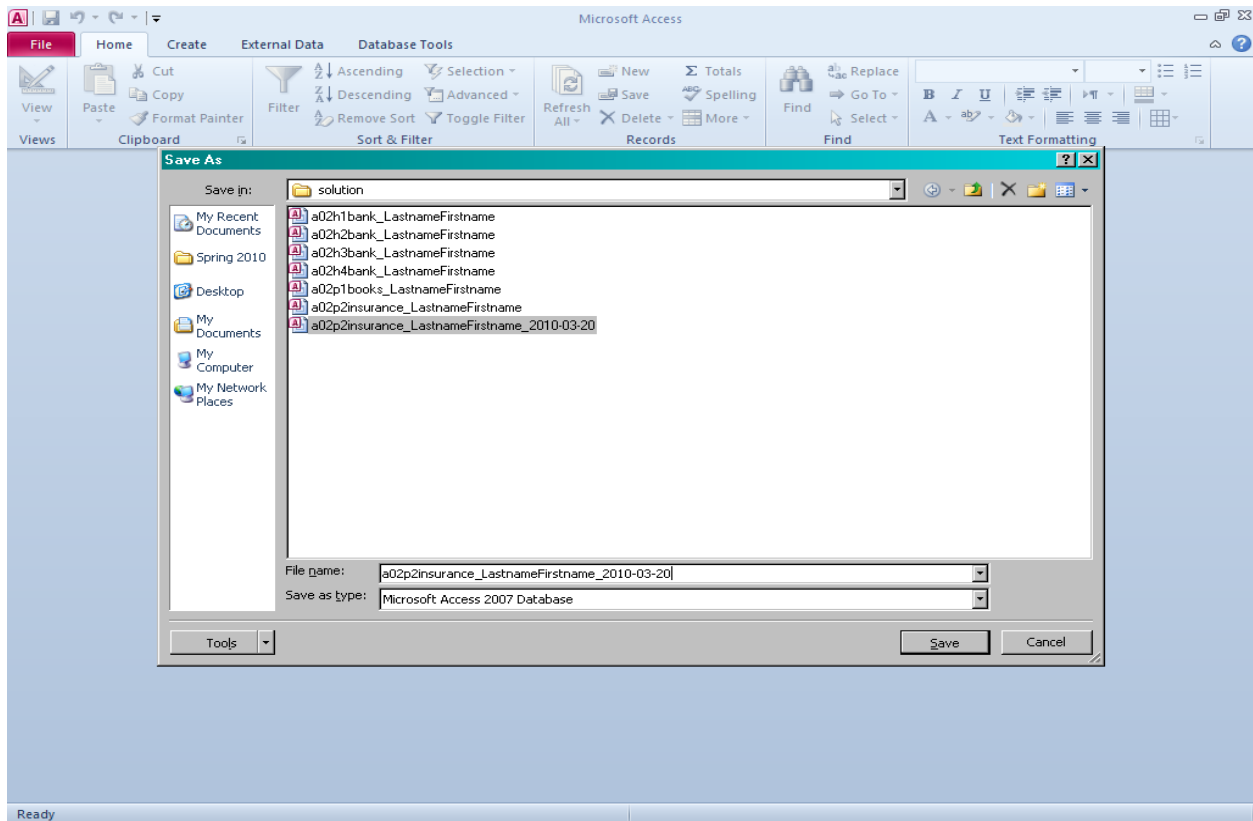 Microsoft Access
File Home Create External Data Database Tools
View
Views
Paste
Cut
Copy
Format Painter
Clipboard
Filter
Ascending
Descending
Remove Sort
Selection
Advanced
Toggle Filter
Sort & Filter
Refresh
All
New
Save
Delete
Totals
Spelling
More
Records
Find
Replace
Go To
Select
Find
B I U
A
Text Formatting
Save As
Save in: solution
My Recent
Documents
Spring 2010
Desktop
My
Documents
My
Computer
My Network
Places
a02h1bank_LastnameFirstname
a02h2bank_LastnameFirstname
a02h3bank_LastnameFirstname
a02h4bank_LastnameFirstname
a02p1books_LastnameFirstname
a02p2insurance_LastnameFirstname
a02p2insurance_LastnameFirstname_2010-03-20
File name: a02p2insurance_LastnameFirstname_2010-03-20
Save as type: Microsoft Access 2007 Database
Tools Save Cancel
Ready